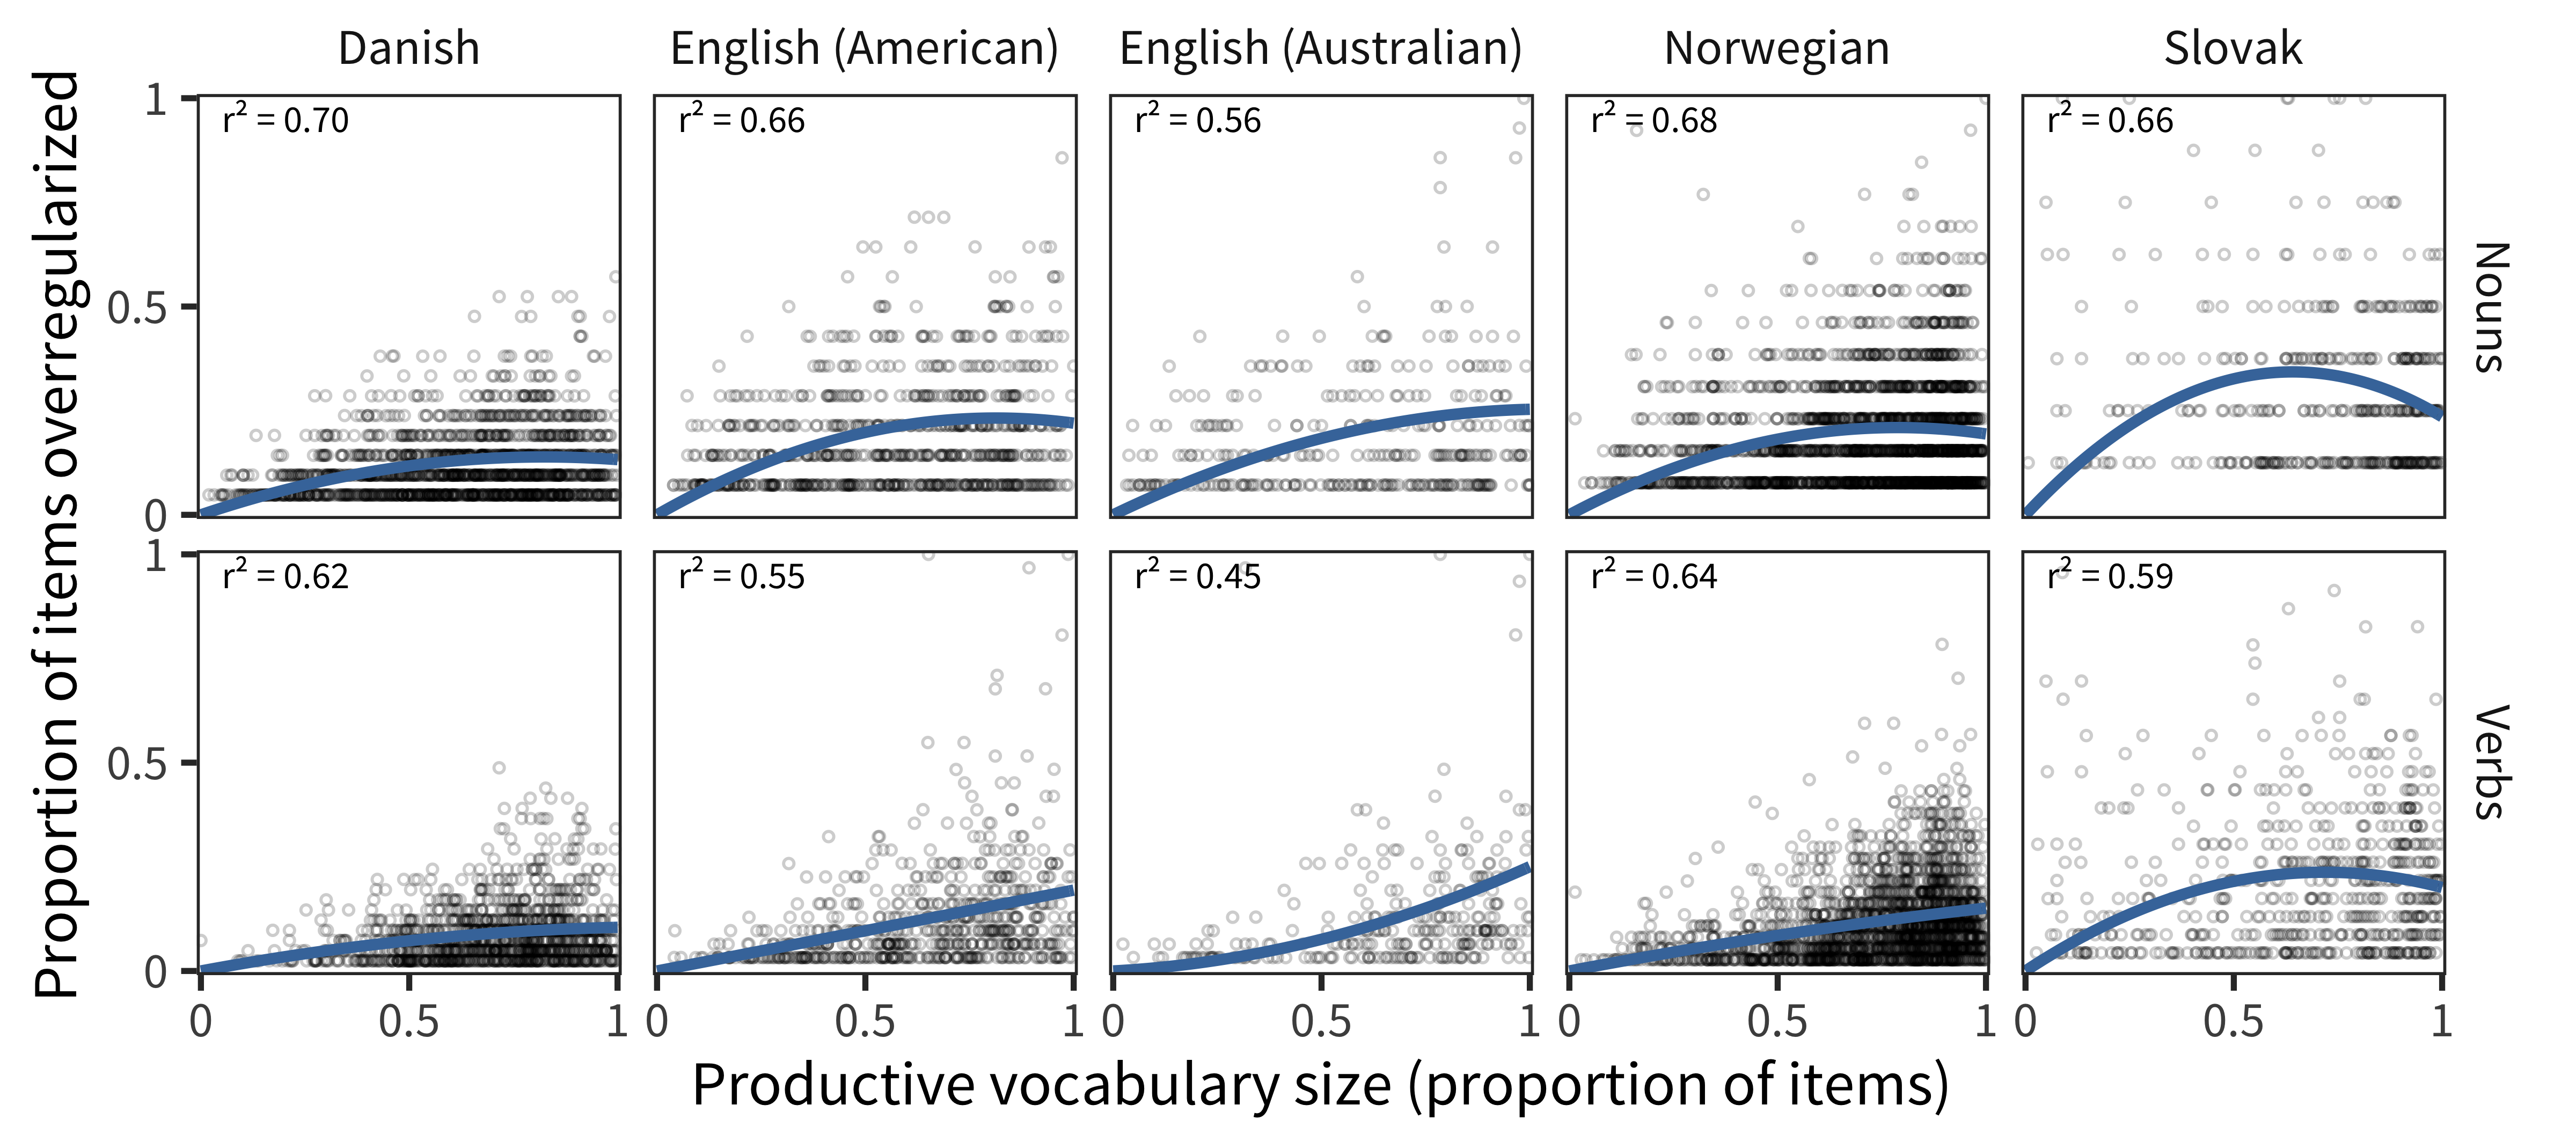 Danish
English (American)
English (Australian)
Norwegian
Slovak
Proportion of items overregularized
1
0.5
0
r² = 0.70
r² = 0.66
r² = 0.56
r² = 0.68
r² = 0.66
Nouns
1
0.5
0
r² = 0.62
r² = 0.55
r² = 0.45
r² = 0.64
r² = 0.59
Verbs
0 0.5 1
0 0.5 1
0 0.5 1
0 0.5 1
0 0.5 1
Productive vocabulary size (proportion of items)